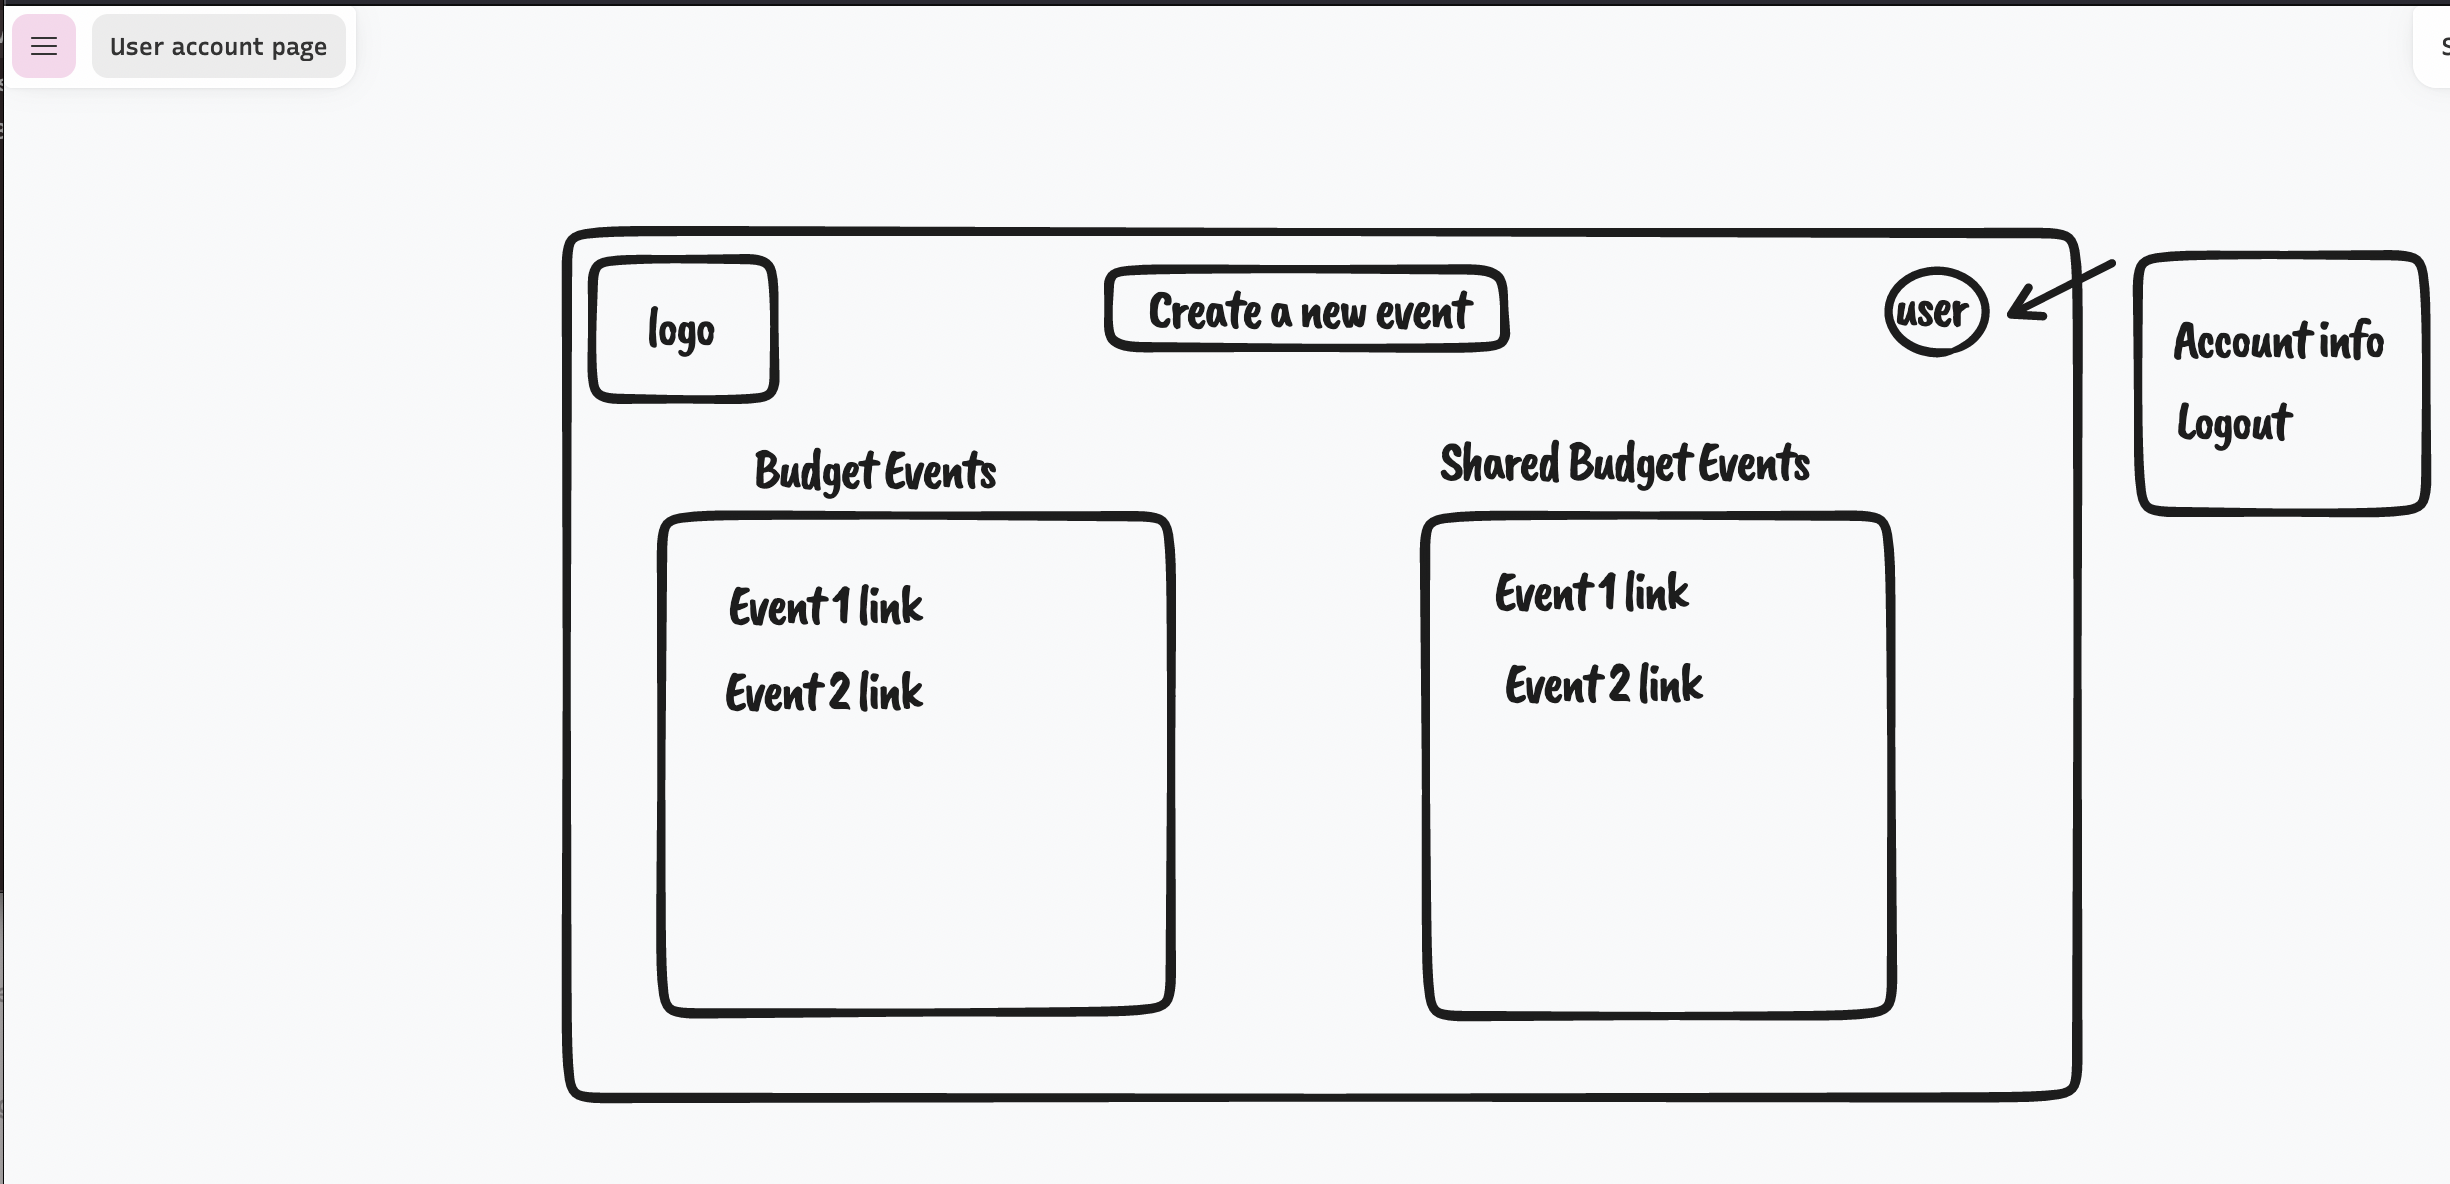 User account page
logo
Create a new event
user
Account info
Logout
Budget Events
Shared Budget Events
Event 1 link
Event 2 link
Event 1 link
Event 2 link